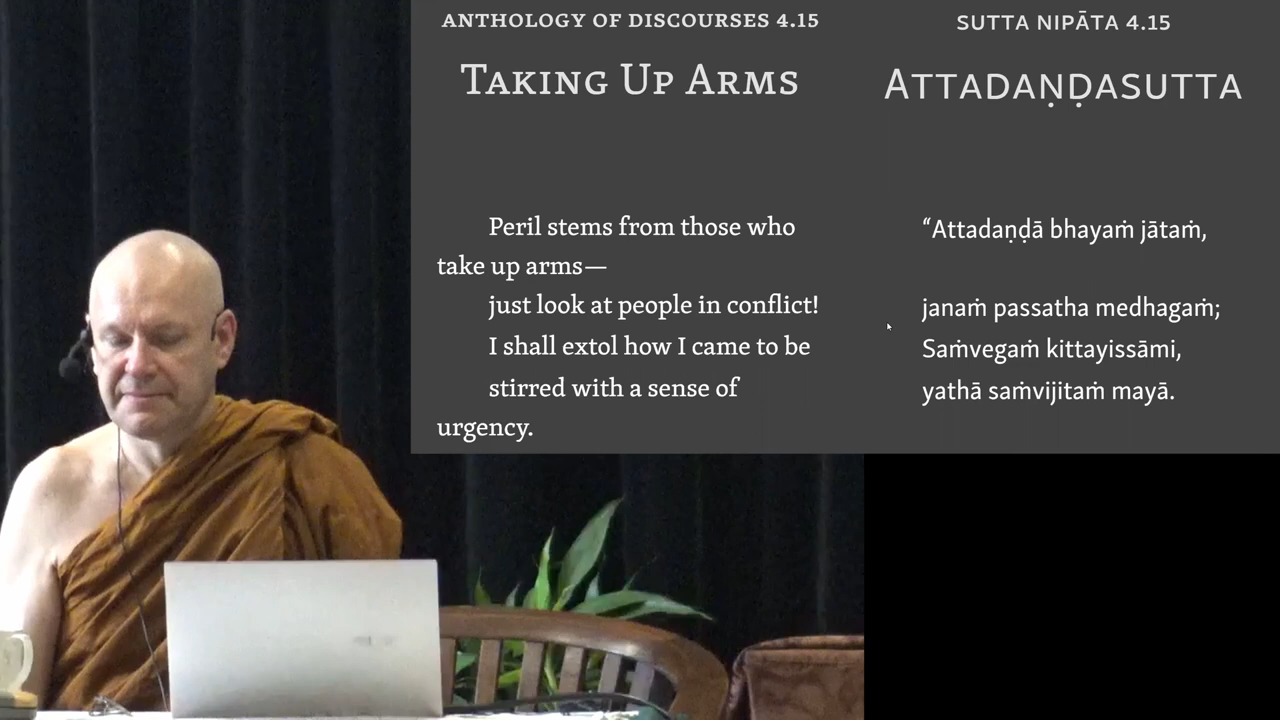 ANTHOLOGY OF DISCOURSES 4.15
Taking Up Arms
Peril stems from those who
take up arms—
just look at people in conflict!
I shall extol how I came to be
stirred with a sense of
urgency.
SUTTA NIPĀTA 4.15
Attadaṇḍasutta
“Attadaṇḍā bhayaṁ jātaṁ,
janaṁ passatha medhagaṁ;
Saṁvegaṁ kittayissāmi,
yathā saṁvijitaṁ mayā.